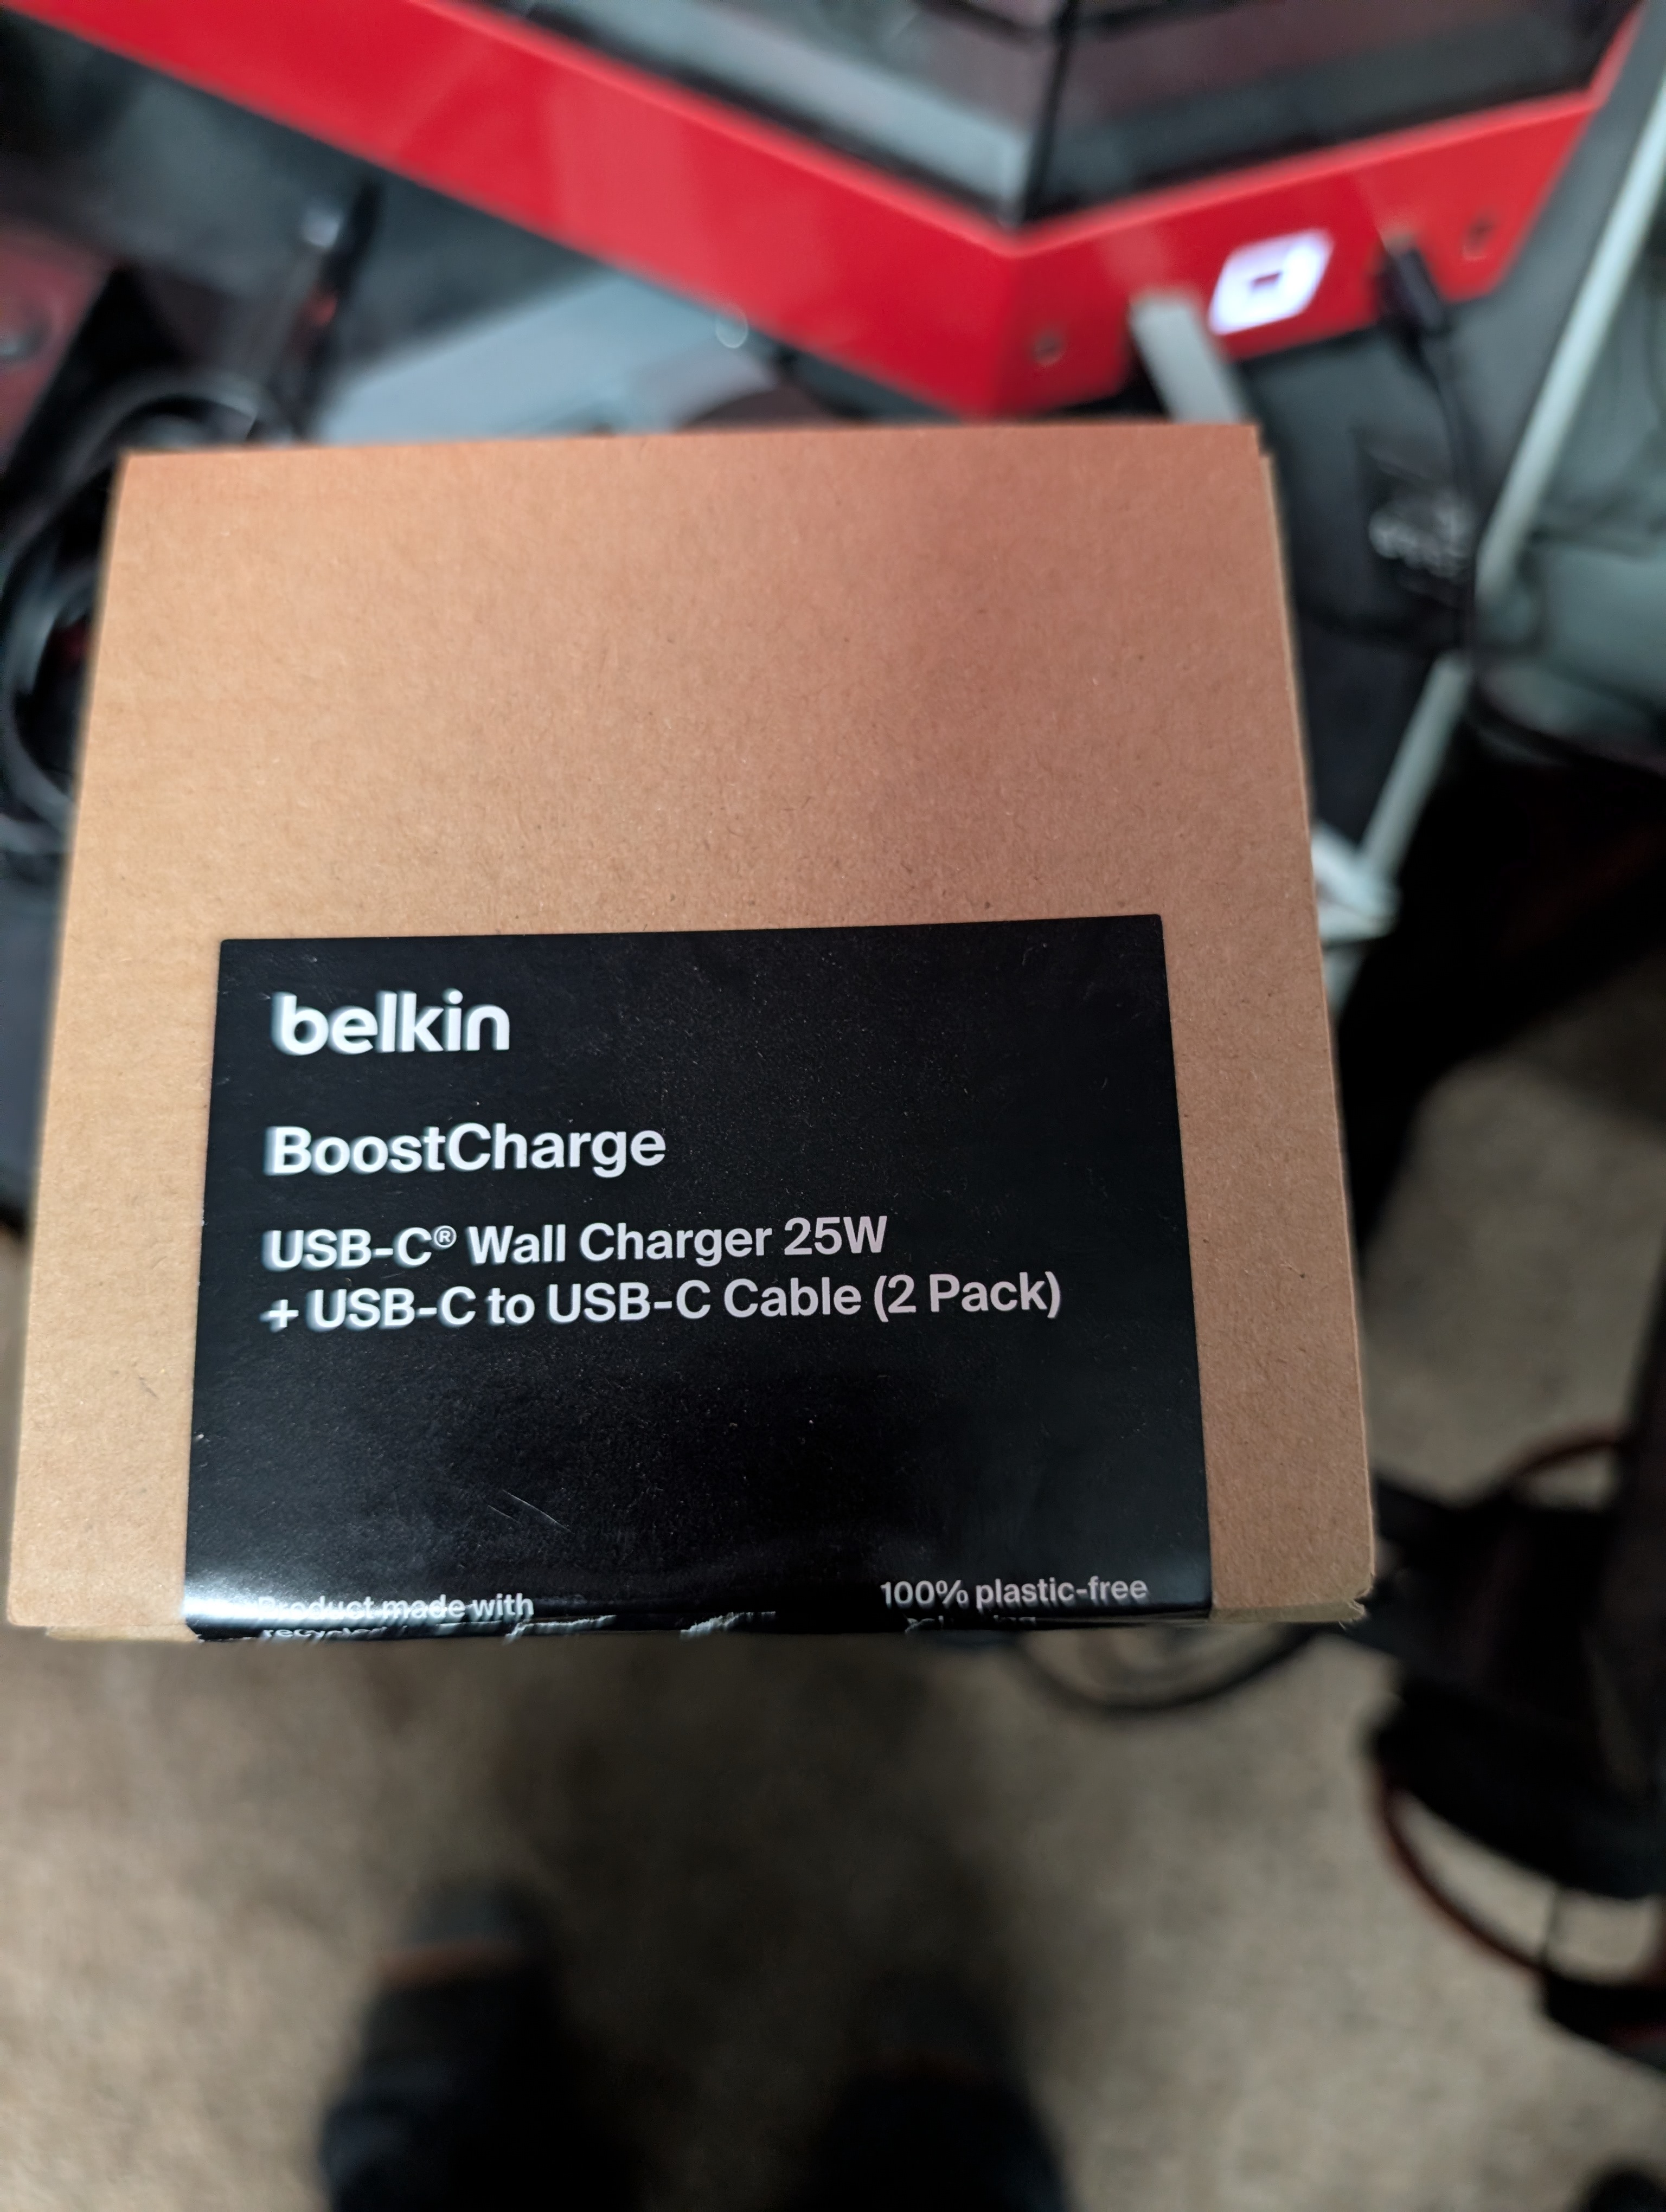 belkin
BoostCharge
USB-C® Wall Charger 25W
+ USB-C to USB-C Cable (2 Pack)
Product made with
100% plastic-free